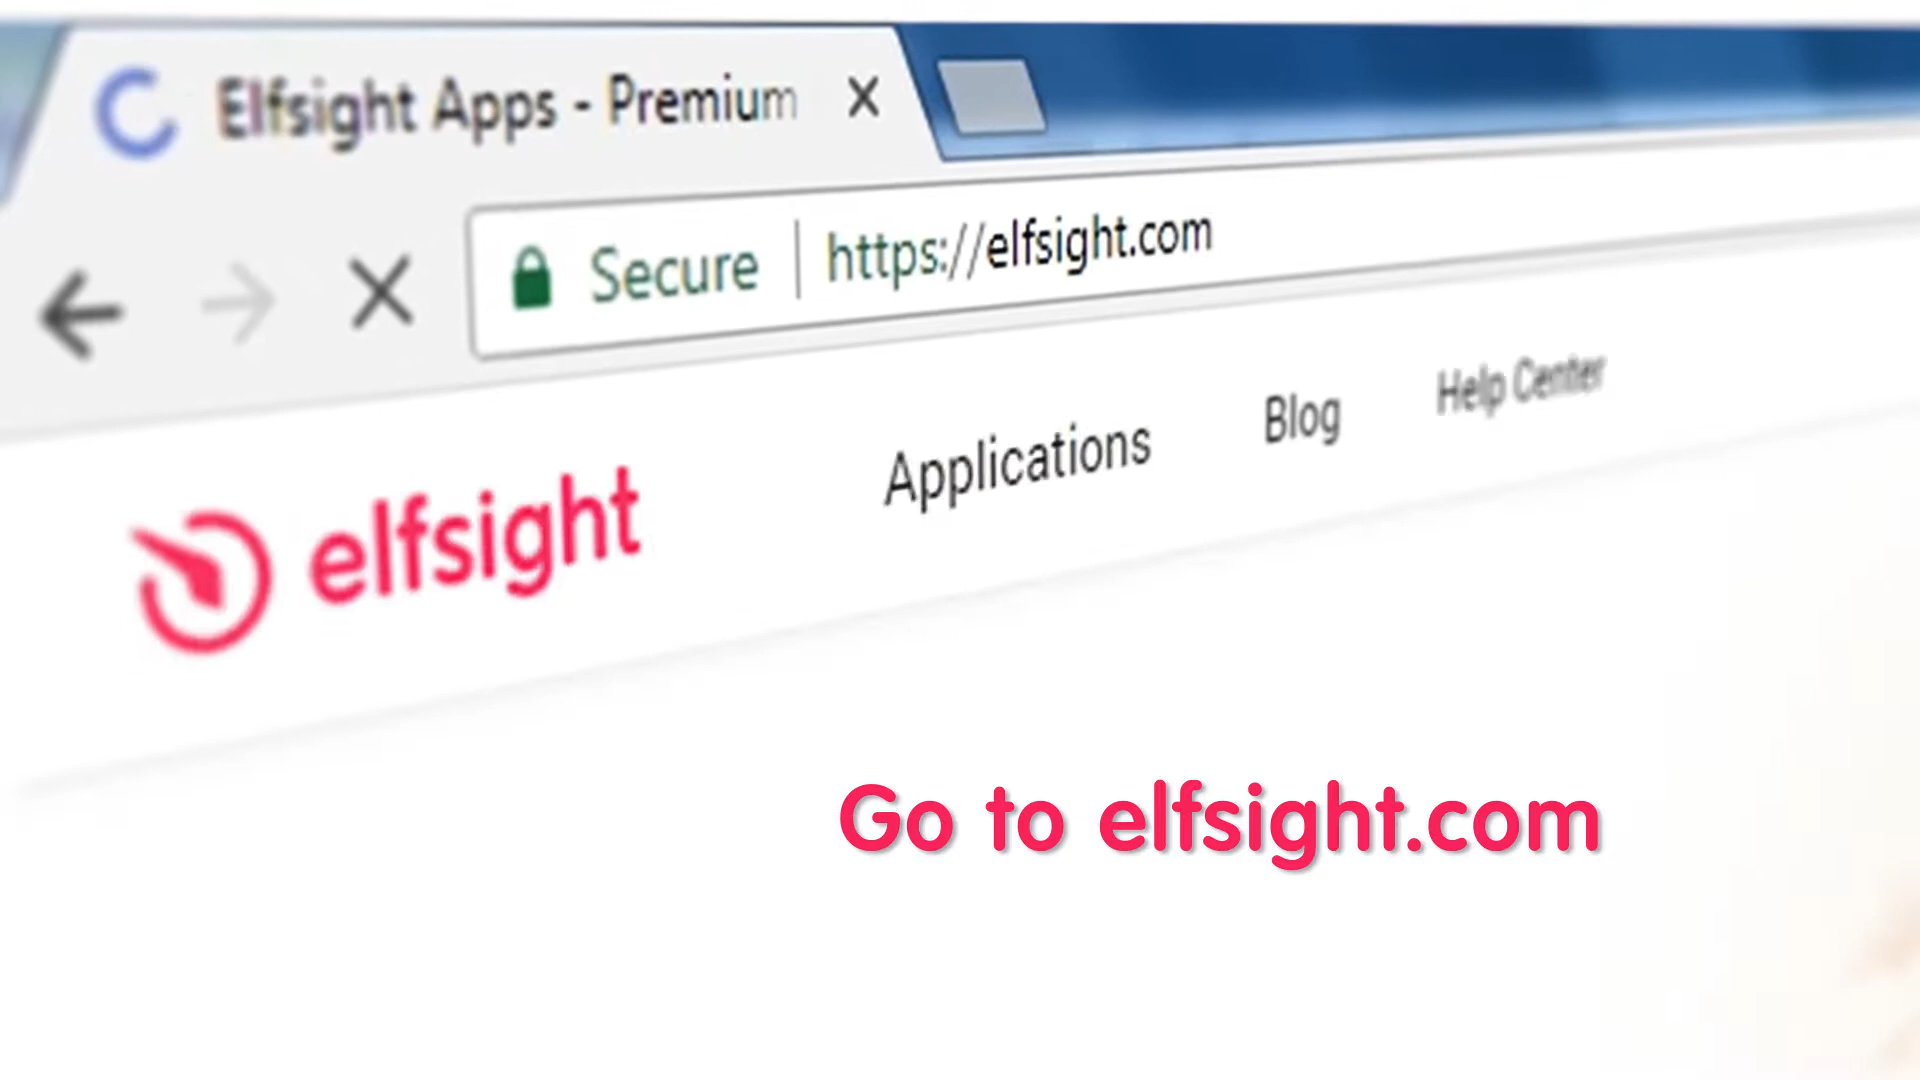 Elfsight Apps - Premium
Secure | https://elfsight.com
elfsight
Applications
Blog
Help Center
Go to elfsight.com